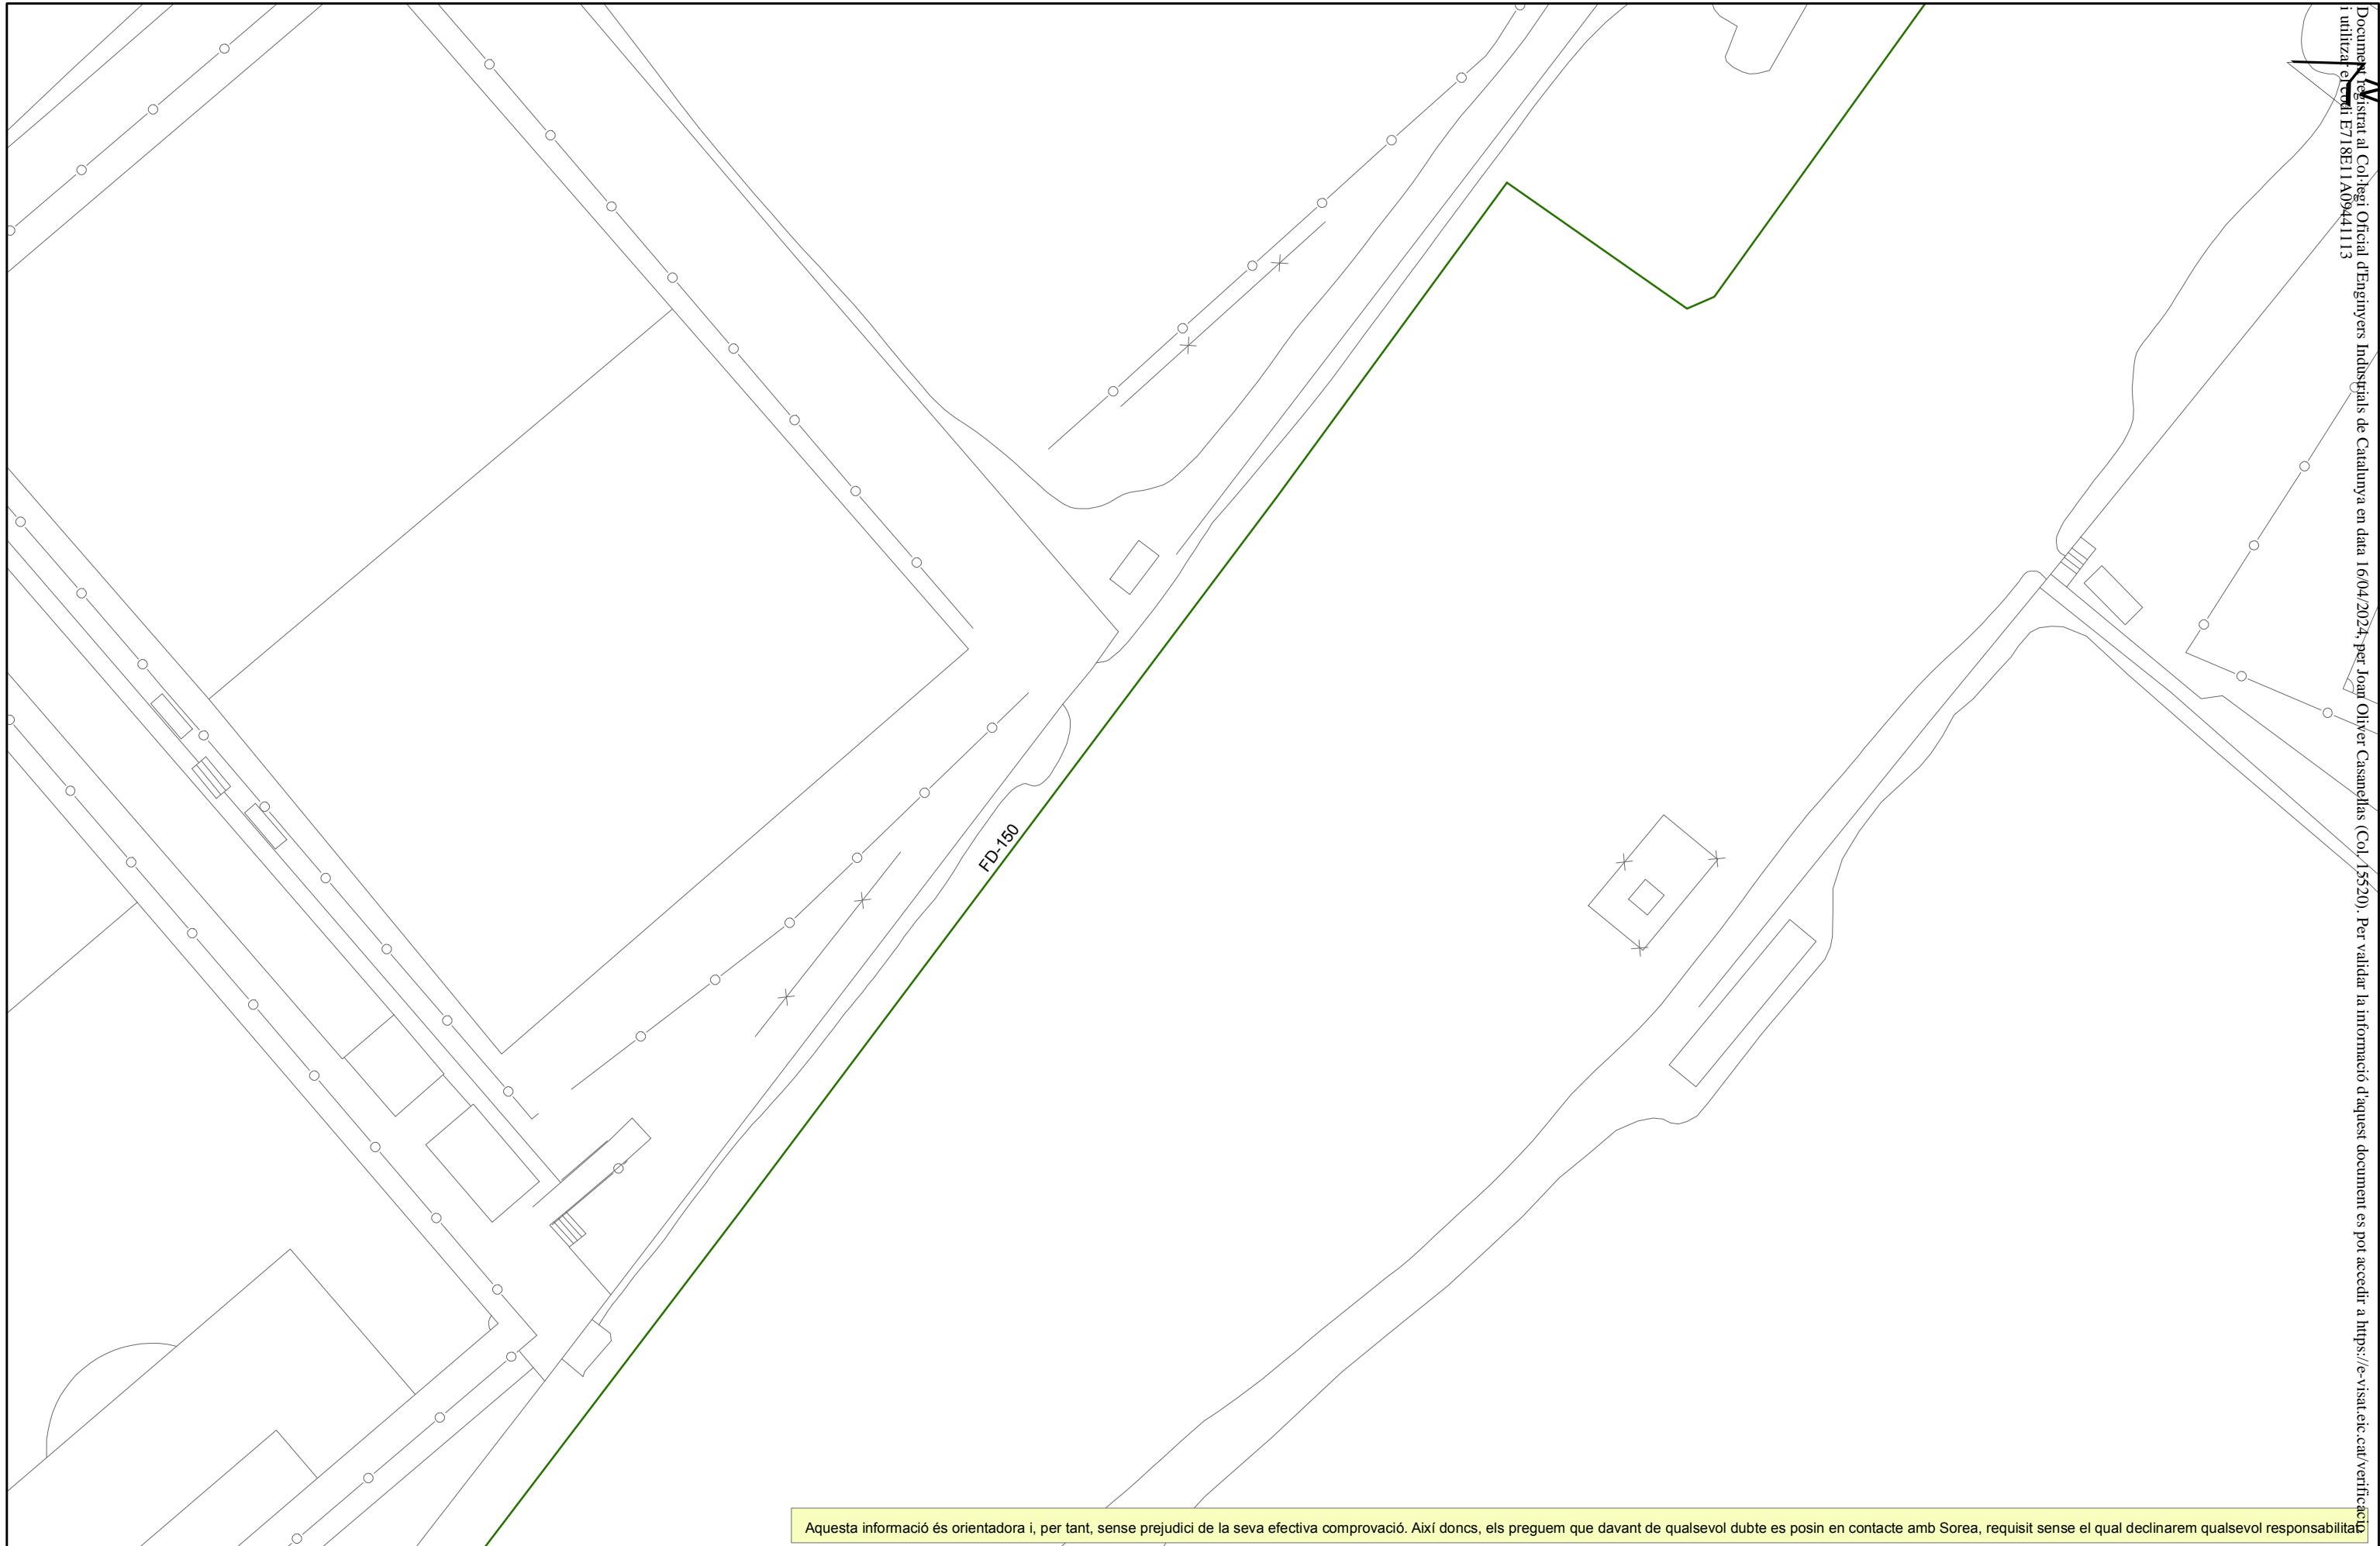 Document registrat al Col·legi Oficial d'Enginyers Industrials de Catalunya en data 16/04/2024, per Joan Oliver Casanellas (Col. 15520). Per validar la informació d'aquest document es pot accedir a https://e-visat.eic.cat/verificacio
i utilitzar el codi E718E11A09441113
FD-150
Aquesta informació és orientadora i, per tant, sense prejudici de la seva efectiva comprovació. Així doncs, els preguem que davant de qualsevol dubte es posin en contacte amb Sorea, requisit sense el qual declinarem qualsevol responsabilitat.